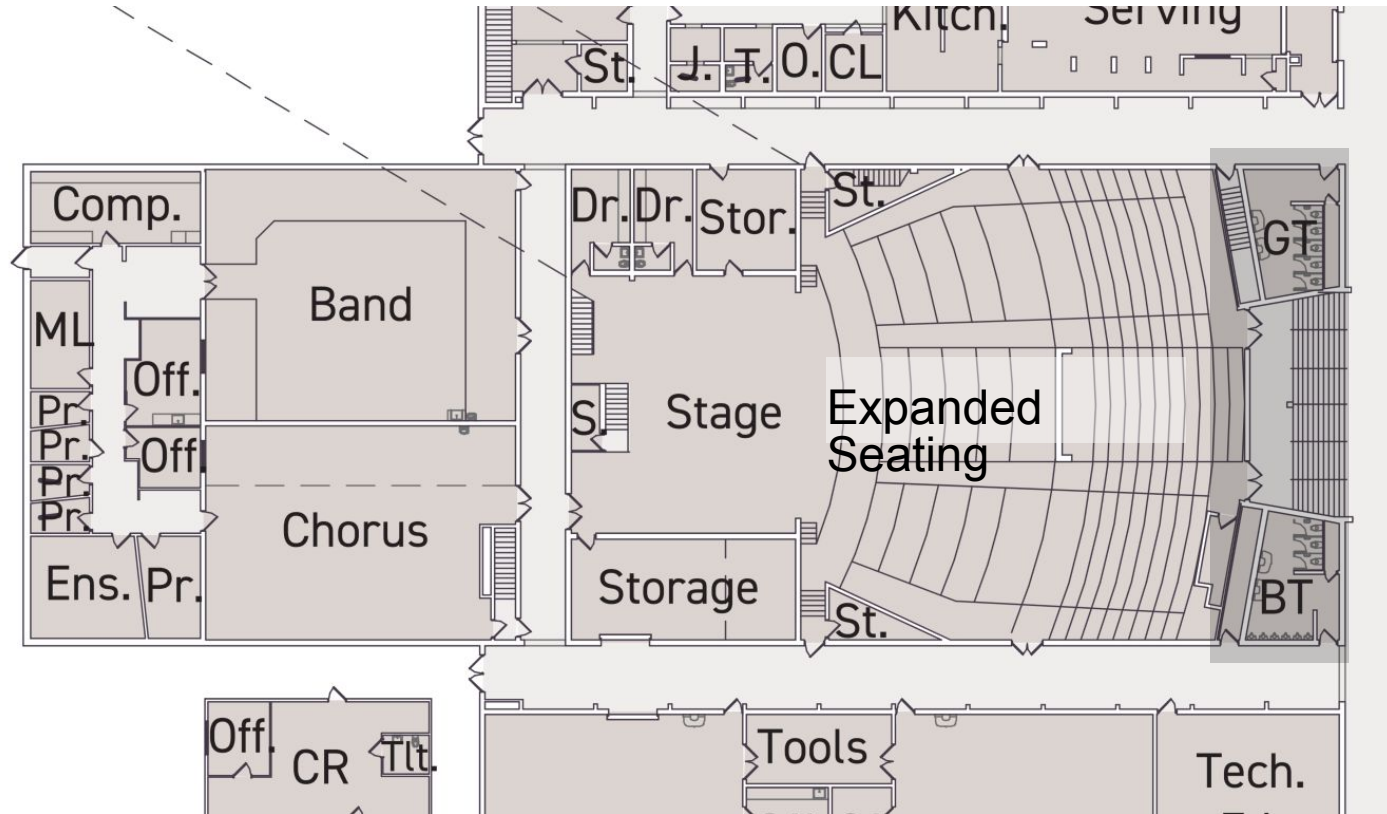 Kitch.
Serving
St.
J.
T.
O.
CL
Comp.
Dr.
Dr.
Stor.
St.
GT
Band
ML
Off.
Pr.
Pr.
Pr.
Pr.
Off.
S.
Stage
Expanded
Seating
Chorus
Ens.
Pr.
Storage
St.
BT
Off.
CR
Tlt.
Tools
Tech.